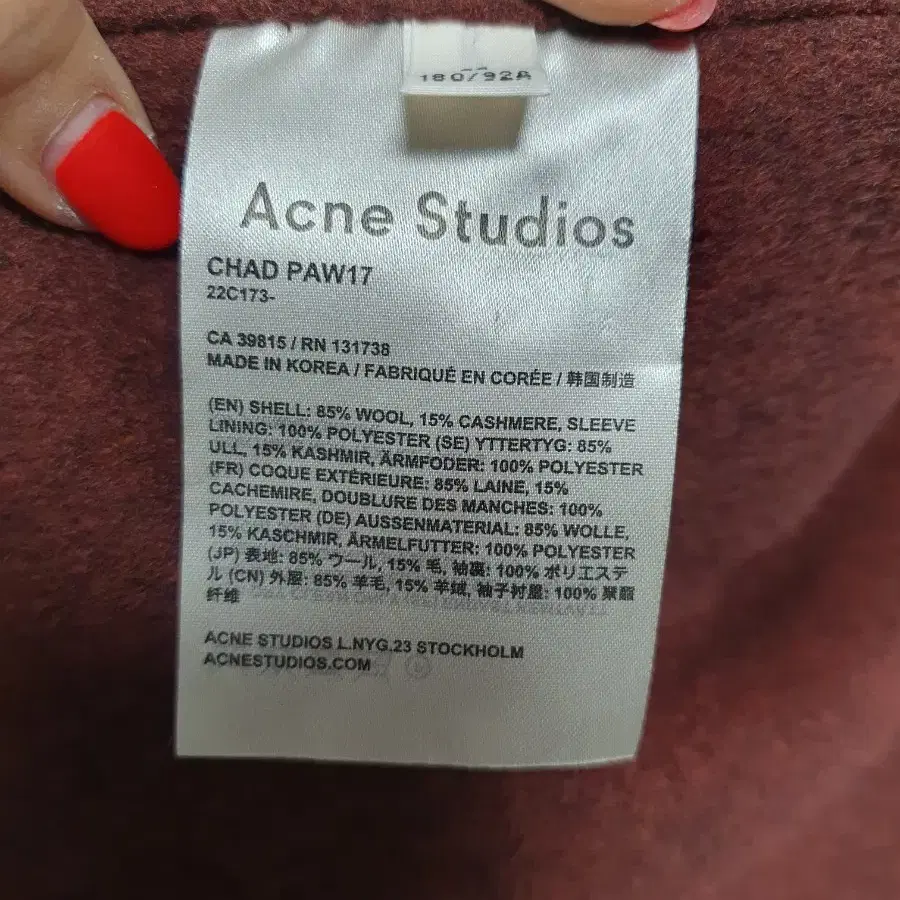 180/92A
Acne Studios
CHAD PAW17
22C173-
CA 39815 / RN 131738
MADE IN KOREA / FABRIQUÉ EN CORÉE / 韩国制造
(EN) SHELL: 85% WOOL, 15% CASHMERE, SLEEVE
LINING: 100% POLYESTER (SE) YTTERTYG: 85%
ULL, 15% KASHMIR, ÄRMFODER: 100% POLYESTER
(FR) COQUE EXTÉRIEURE: 85% LAINE, 15%
CACHEMIRE, DOUBLURE DES MANCHES: 100%
POLYESTER (DE) AUSSENMATERIAL: 85% WOLLE,
15% KASCHMIR, ÄRMELFUTTER: 100% POLYESTER
(JP) 表地: 85% ウール, 15% 毛, 袖裏: 100% ポリエステ
ル (CN) 外层: 85% 羊毛, 15% 羊绒, 袖子衬层: 100% 聚酯
纤维
ACNE STUDIOS L.NYG.23 STOCKHOLM
ACNESTUDIOS.COM